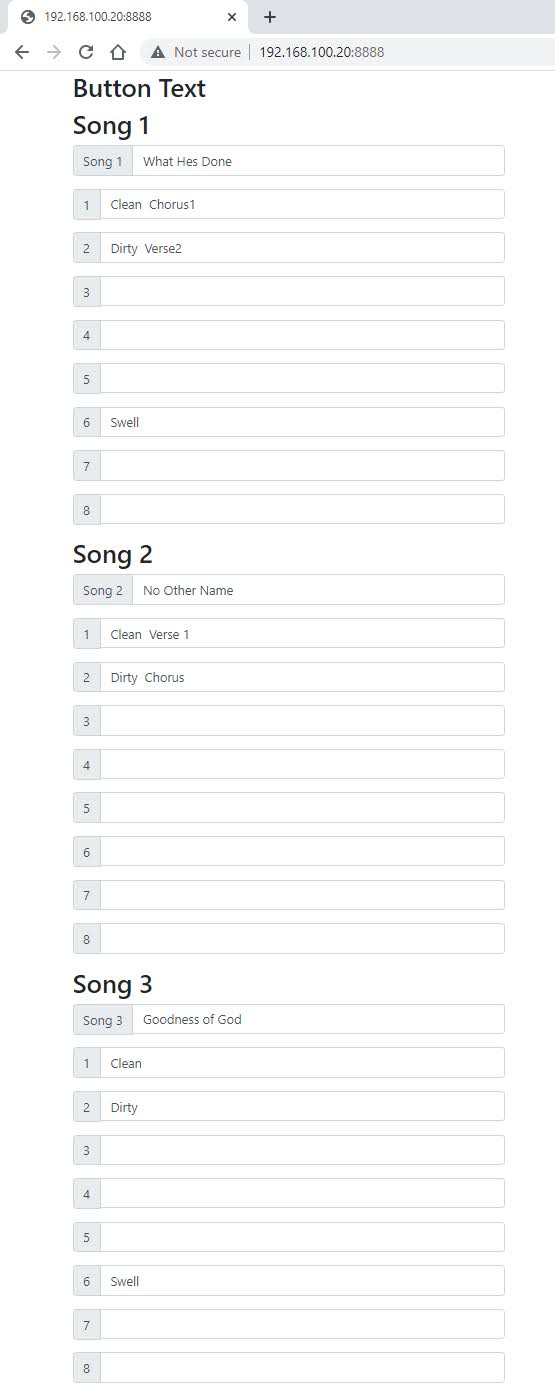 192.168.100.20:8888
Not secure | 192.168.100.20:8888
Button Text
Song 1
Song 1 What Hes Done
1 Clean Chorus1
2 Dirty Verse2
3
4
5
6 Swell
7
8
Song 2
Song 2 No Other Name
1 Clean Verse 1
2 Dirty Chorus
3
4
5
6
7
8
Song 3
Song 3 Goodness of God
1 Clean
2 Dirty
3
4
5
6 Swell
7
8